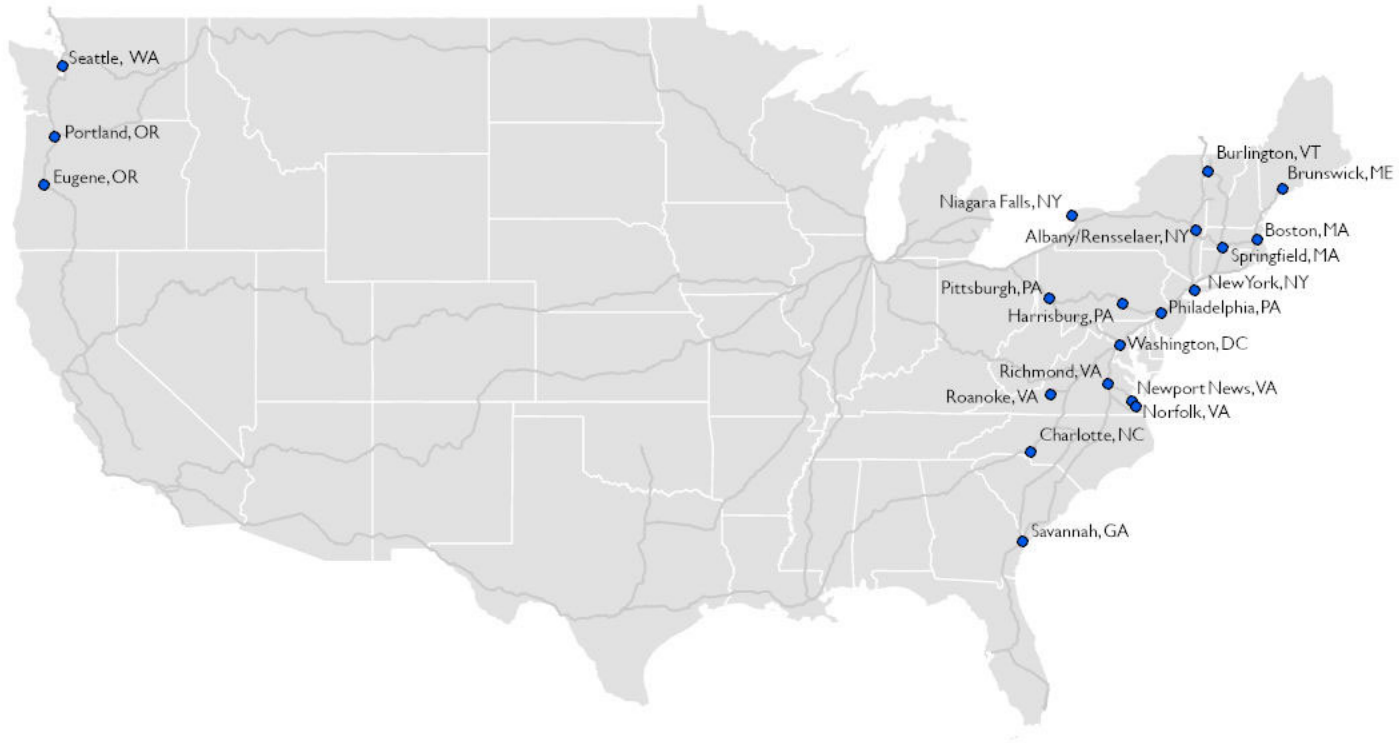 Seattle, WA
Portland, OR
Eugene, OR
Burlington, VT
Brunswick, ME
Niagara Falls, NY
Albany/Rensselaer, NY
Boston, MA
Springfield, MA
New York, NY
Pittsburgh, PA
Harrisburg, PA
Philadelphia, PA
Washington, DC
Richmond, VA
Roanoke, VA
Newport News, VA
Norfolk, VA
Charlotte, NC
Savannah, GA